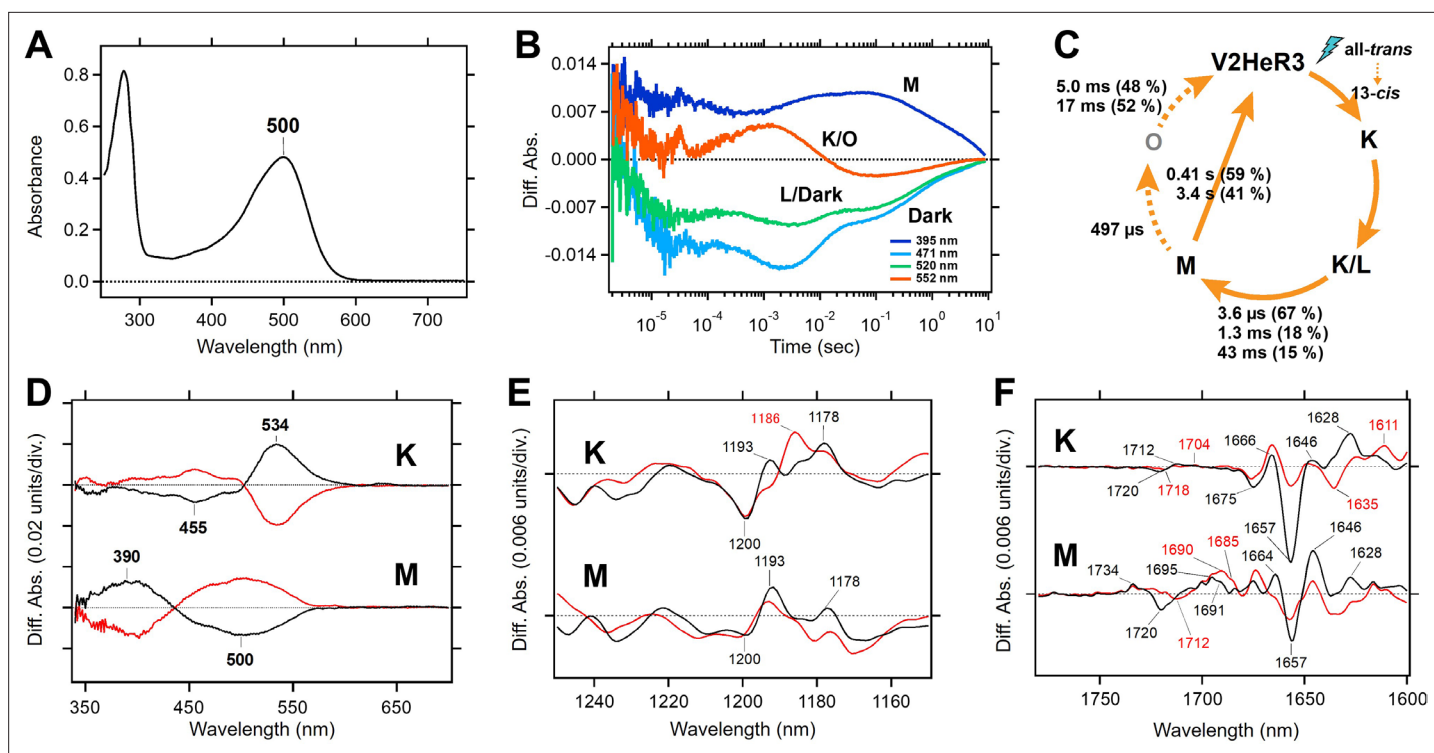 A
Absorbance
0.8
0.6
0.4
0.2
0.0
500
300 400 500 600 700
Wavelength (nm)
B
Diff. Abs.
0.014
0.007
0.000
-0.007
-0.014
M
K/O
L/Dark
Dark
395 nm
471 nm
520 nm
552 nm
10-5 10-4 10-3 10-2 10-1 100 101
Time (sec)
C
V2HeR3
all-trans
13-cis
5.0 ms (48 %)
17 ms (52 %)
O
K
0.41 s (59 %)
3.4 s (41 %)
497 µs
M
K/L
3.6 µs (67 %)
1.3 ms (18 %)
43 ms (15 %)
D
Diff. Abs. (0.02 units/div.)
534
K
455
390
M
500
350 450 550 650
Wavelength (nm)
E
Diff. Abs. (0.006 units/div.)
K
1186
1178
1193
1200
M
1193
1178
1200
1240 1220 1200 1180 1160
Wavelength (nm)
F
Diff. Abs. (0.006 units/div.)
K
1628
1611
1666
1646
1704
1712
1720
1718
1675
1657
1635
M
1646
1685
1690
1664
1628
1695
1734
1691
1720
1712
1657
1750 1700 1650 1600
Wavelength (nm)